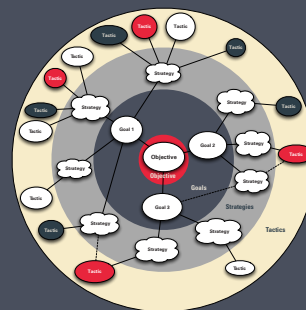 Tactic
Tactic
Tactic
Tactic
Tactic
Tactic
Strategy
Tactic
Strategy
Strategy
Tactic
Tactic
Tactic
Goal 1
Goal 2
Strategy
Tactic
Objective
Strategy
Objective
Strategy
Goals
Tactic
Goal 3
Strategies
Strategy
Strategy
Tactic
Tactics
Strategy
Tactic
Tactic